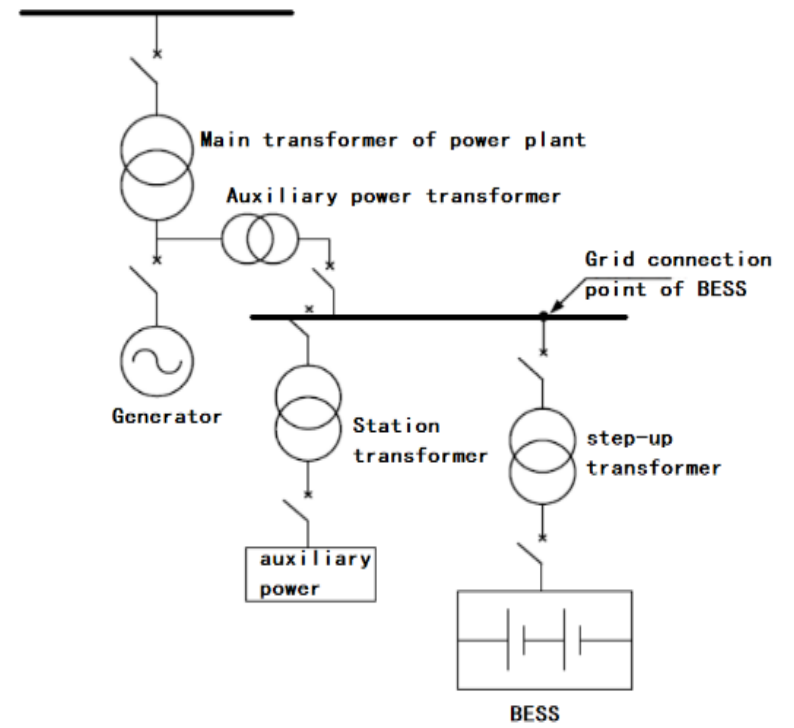 Main transformer of power plant
Auxiliary power transformer
Grid connection
point of BESS
Generator
Station
transformer
step-up
transformer
auxiliary
power
BESS